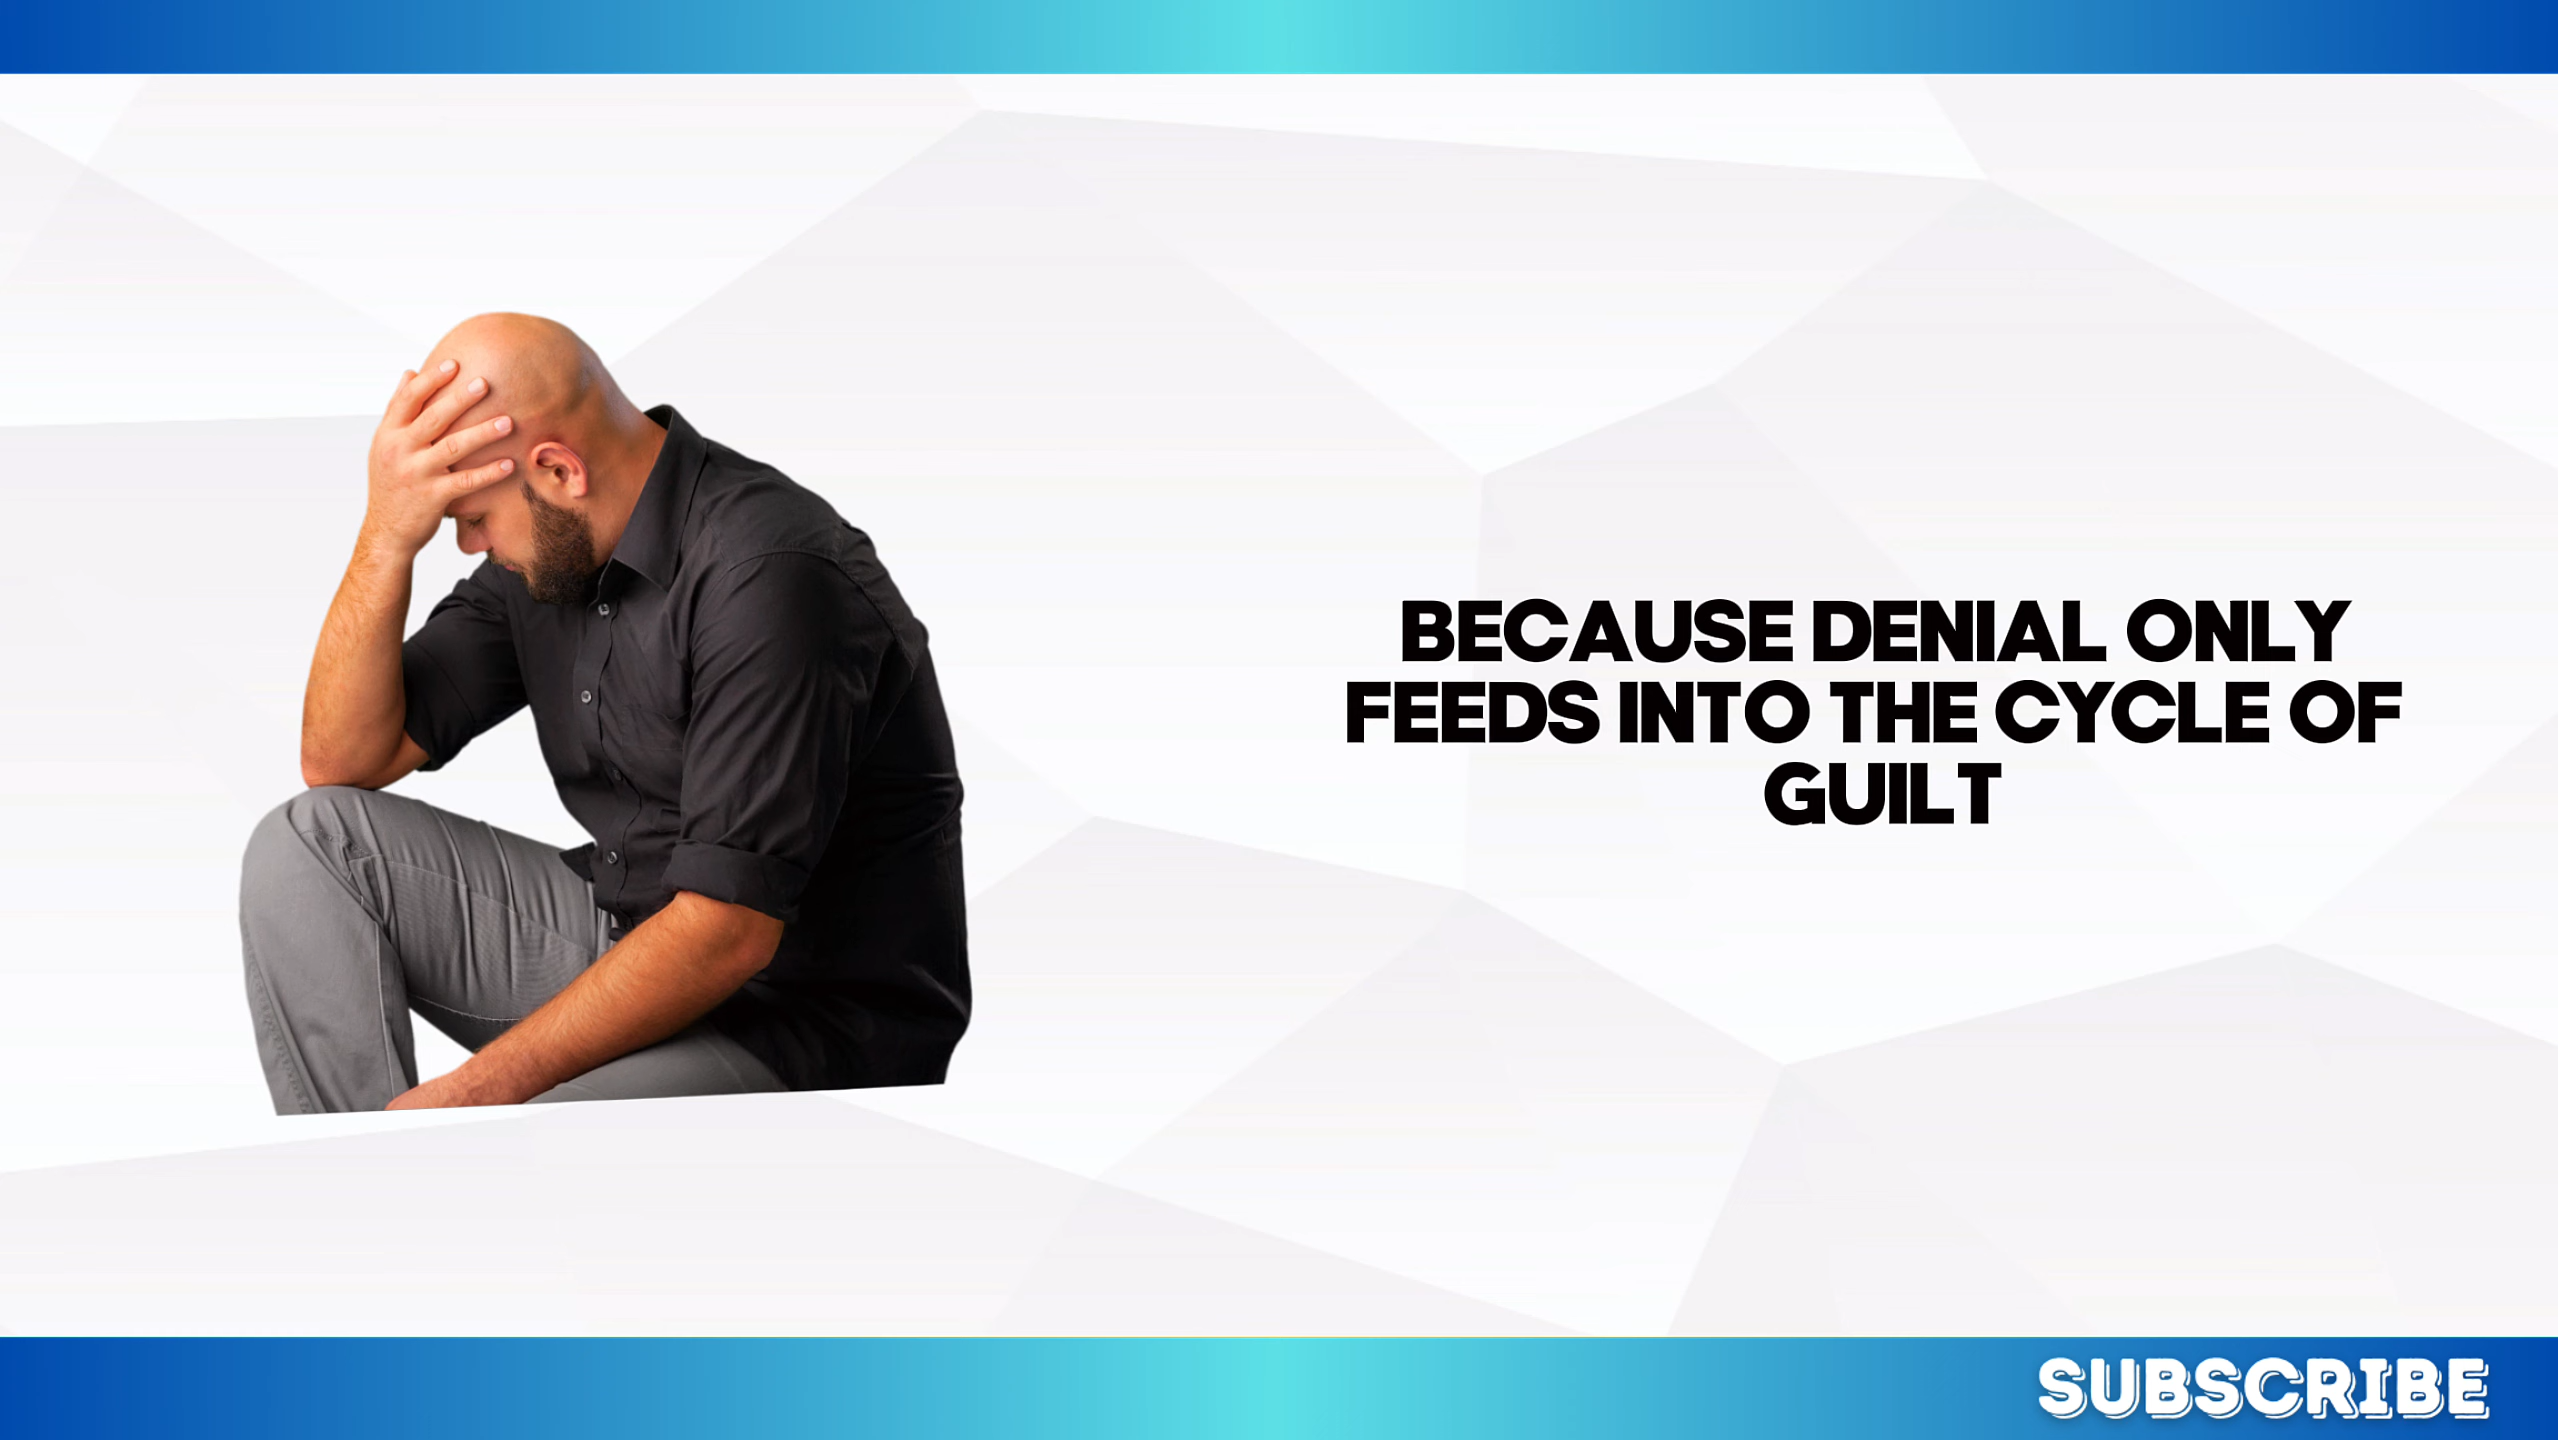 BECAUSE DENIAL ONLY
FEEDS INTO THE CYCLE OF
GUILT
SUBSCRIBE